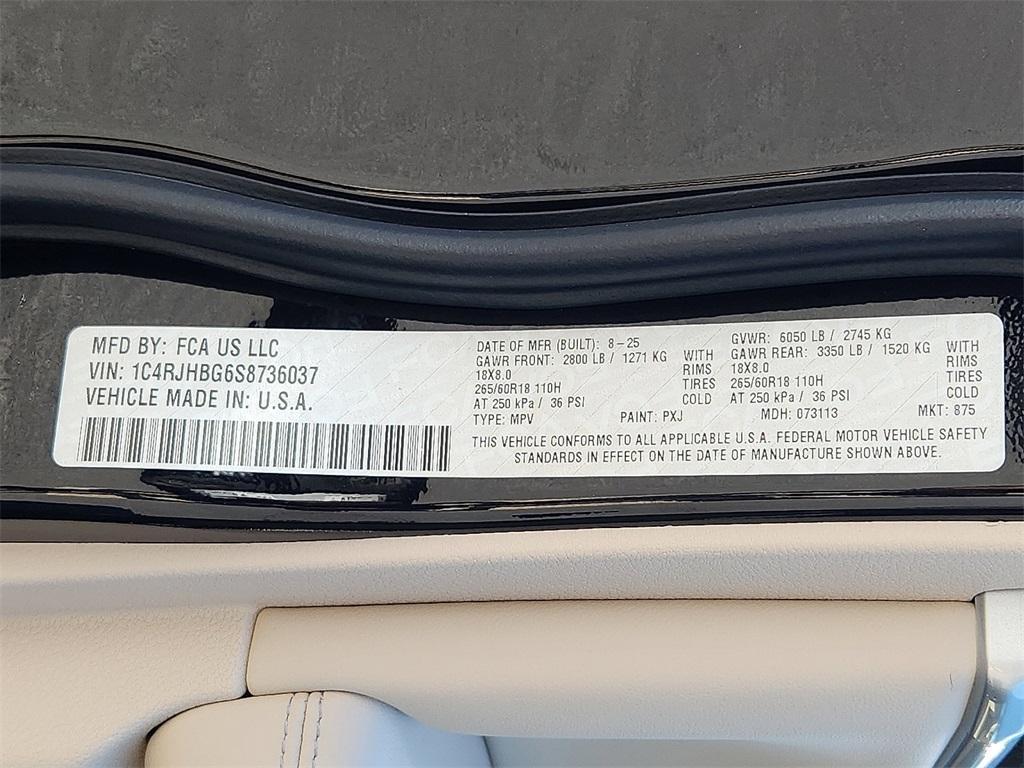 MFD BY: FCA US LLC
VIN: 1C4RJHBG6S8736037
VEHICLE MADE IN: U.S.A.
DATE OF MFR (BUILT): 8-25
GAWR FRONT: 2800 LB / 1271 KG WITH
18X8.0 RIMS
265/60R18 110H TIRES
AT 250 kPa / 36 PSI COLD
TYPE: MPV PAINT: PXJ
GVWR: 6050 LB / 2745 KG
GAWR REAR: 3350 LB / 1520 KG WITH
18X8.0 RIMS
265/60R18 110H TIRES
AT 250 kPa / 36 PSI COLD
MDH: 073113 MKT: 875
THIS VEHICLE CONFORMS TO ALL APPLICABLE U.S.A. FEDERAL MOTOR VEHICLE SAFETY
STANDARDS IN EFFECT ON THE DATE OF MANUFACTURE SHOWN ABOVE.